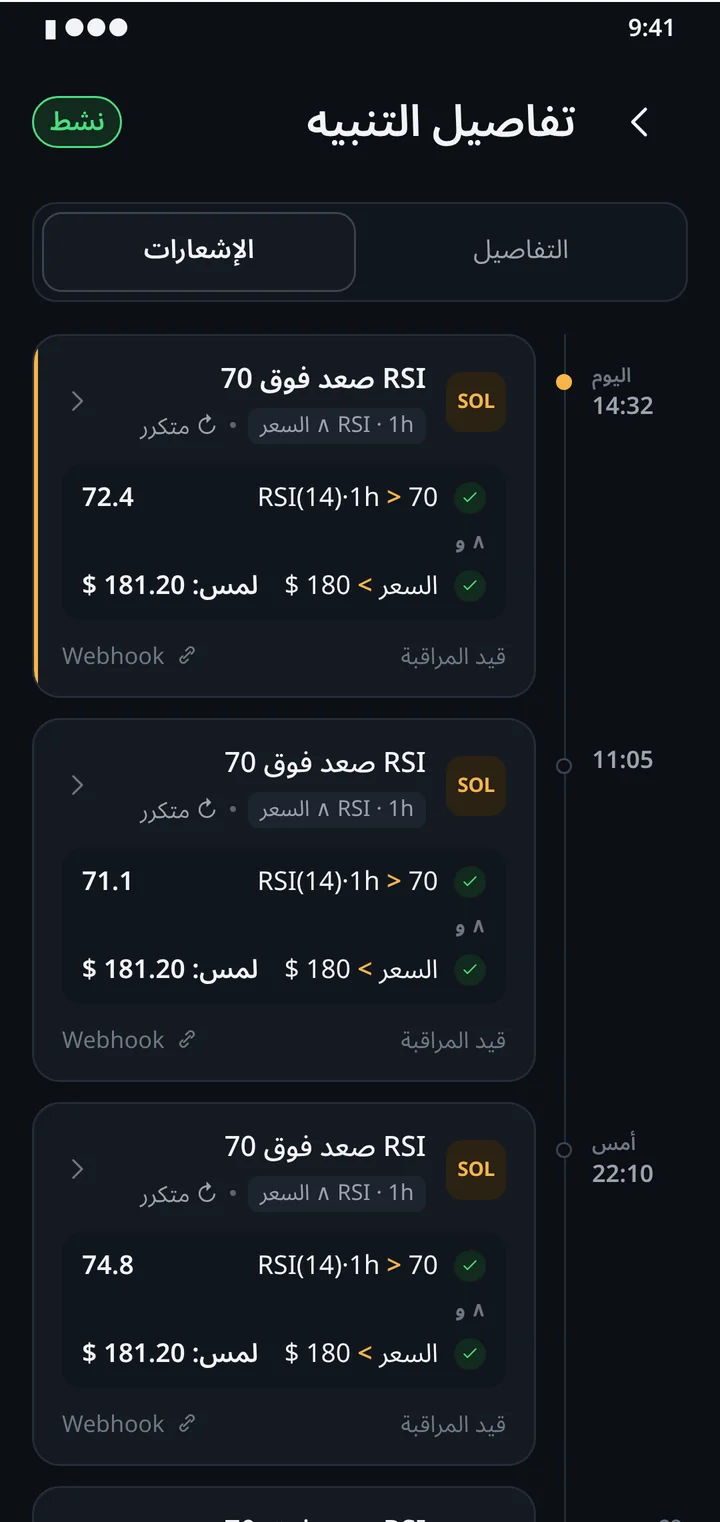 9:41
تفاصيل التنبيه
نشط
التفاصيل
الإشعارات
اليوم
14:32
SOL
RSI صعد فوق 70
RSI · 1h ∧ السعر • متكرر
RSI(14)·1h > 70 72.4
∧ و
السعر > 180 $ لمس: 181.20 $
قيد المراقبة
Webhook
11:05
SOL
RSI صعد فوق 70
RSI · 1h ∧ السعر • متكرر
RSI(14)·1h > 70 71.1
∧ و
السعر > 180 $ لمس: 181.20 $
قيد المراقبة
Webhook
أمس
22:10
SOL
RSI صعد فوق 70
RSI · 1h ∧ السعر • متكرر
RSI(14)·1h > 70 74.8
∧ و
السعر > 180 $ لمس: 181.20 $
قيد المراقبة
Webhook